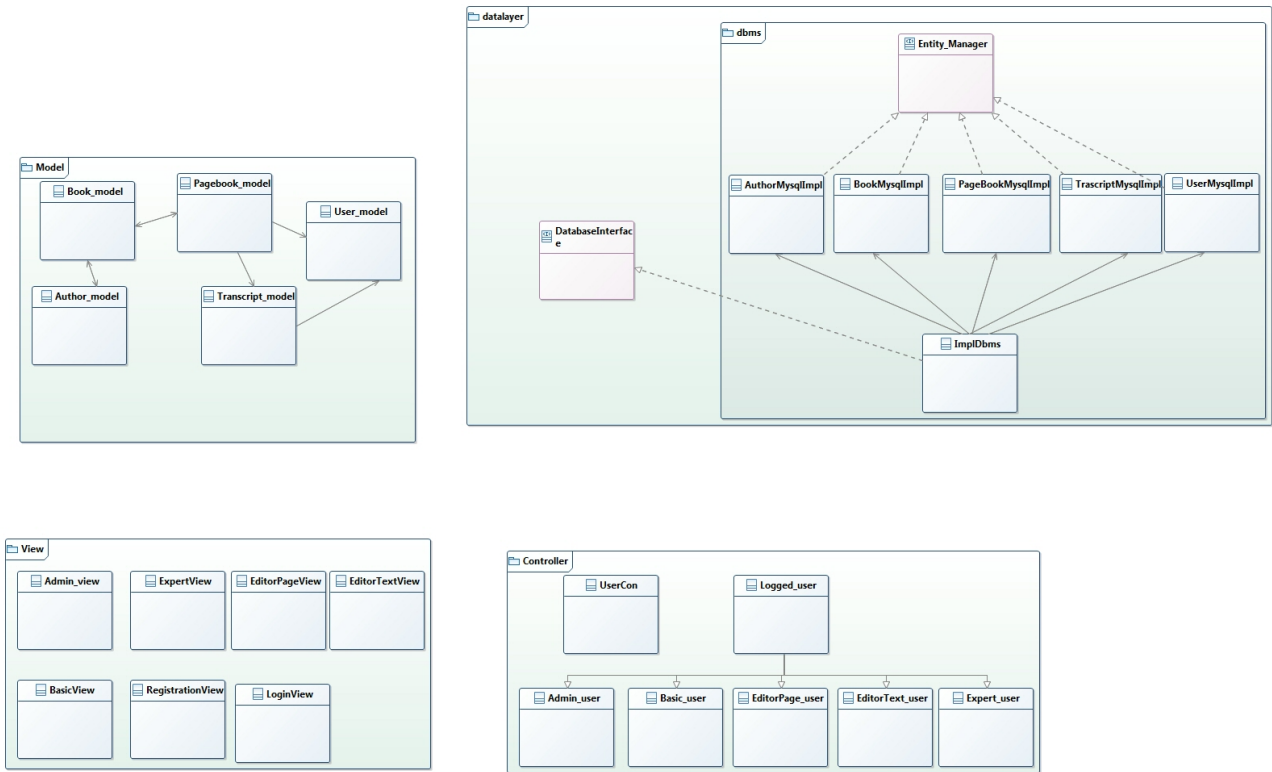 datalayer
dbms
Entity_Manager
Model
Book_model
Pagebook_model
User_model
Author_model
Transcript_model
AuthorMysqlImpl
BookMysqlImpl
PageBookMysqlImpl
TrascriptMysqlImpl
UserMysqlImpl
DatabaseInterfac
e
ImplDbms
View
Admin_view
ExpertView
EditorPageView
EditorTextView
BasicView
RegistrationView
LoginView
Controller
UserCon
Logged_user
Admin_user
Basic_user
EditorPage_user
EditorText_user
Expert_user